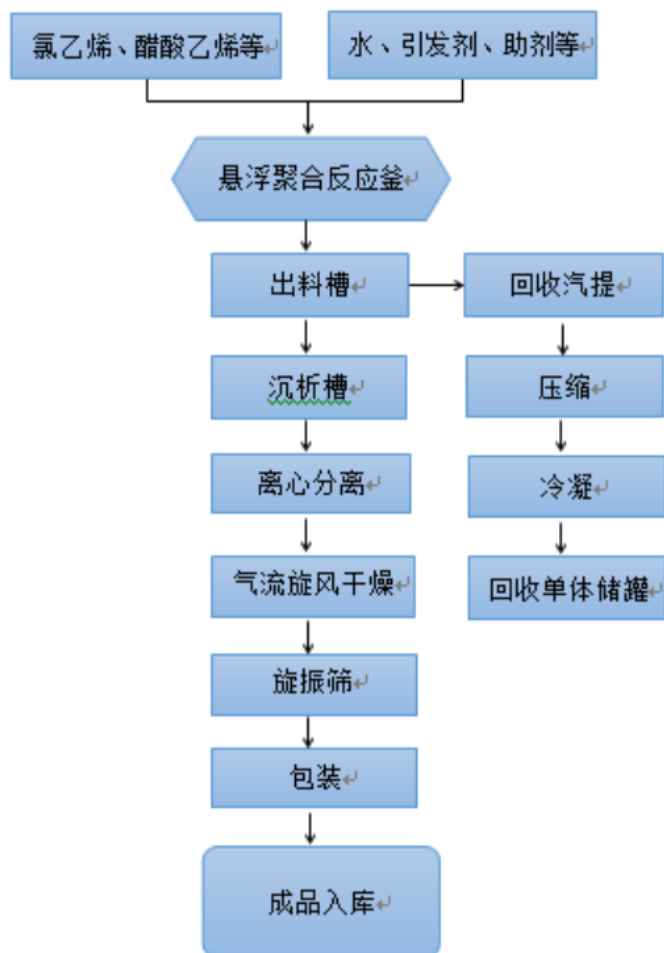 氯乙烯、醋酸乙烯等
水、引发剂、助剂等
悬浮聚合反应釜
出料槽
回收汽提
沉析槽
压缩
离心分离
冷凝
气流旋风干燥
回收单体储罐
旋振筛
包装
成品入库